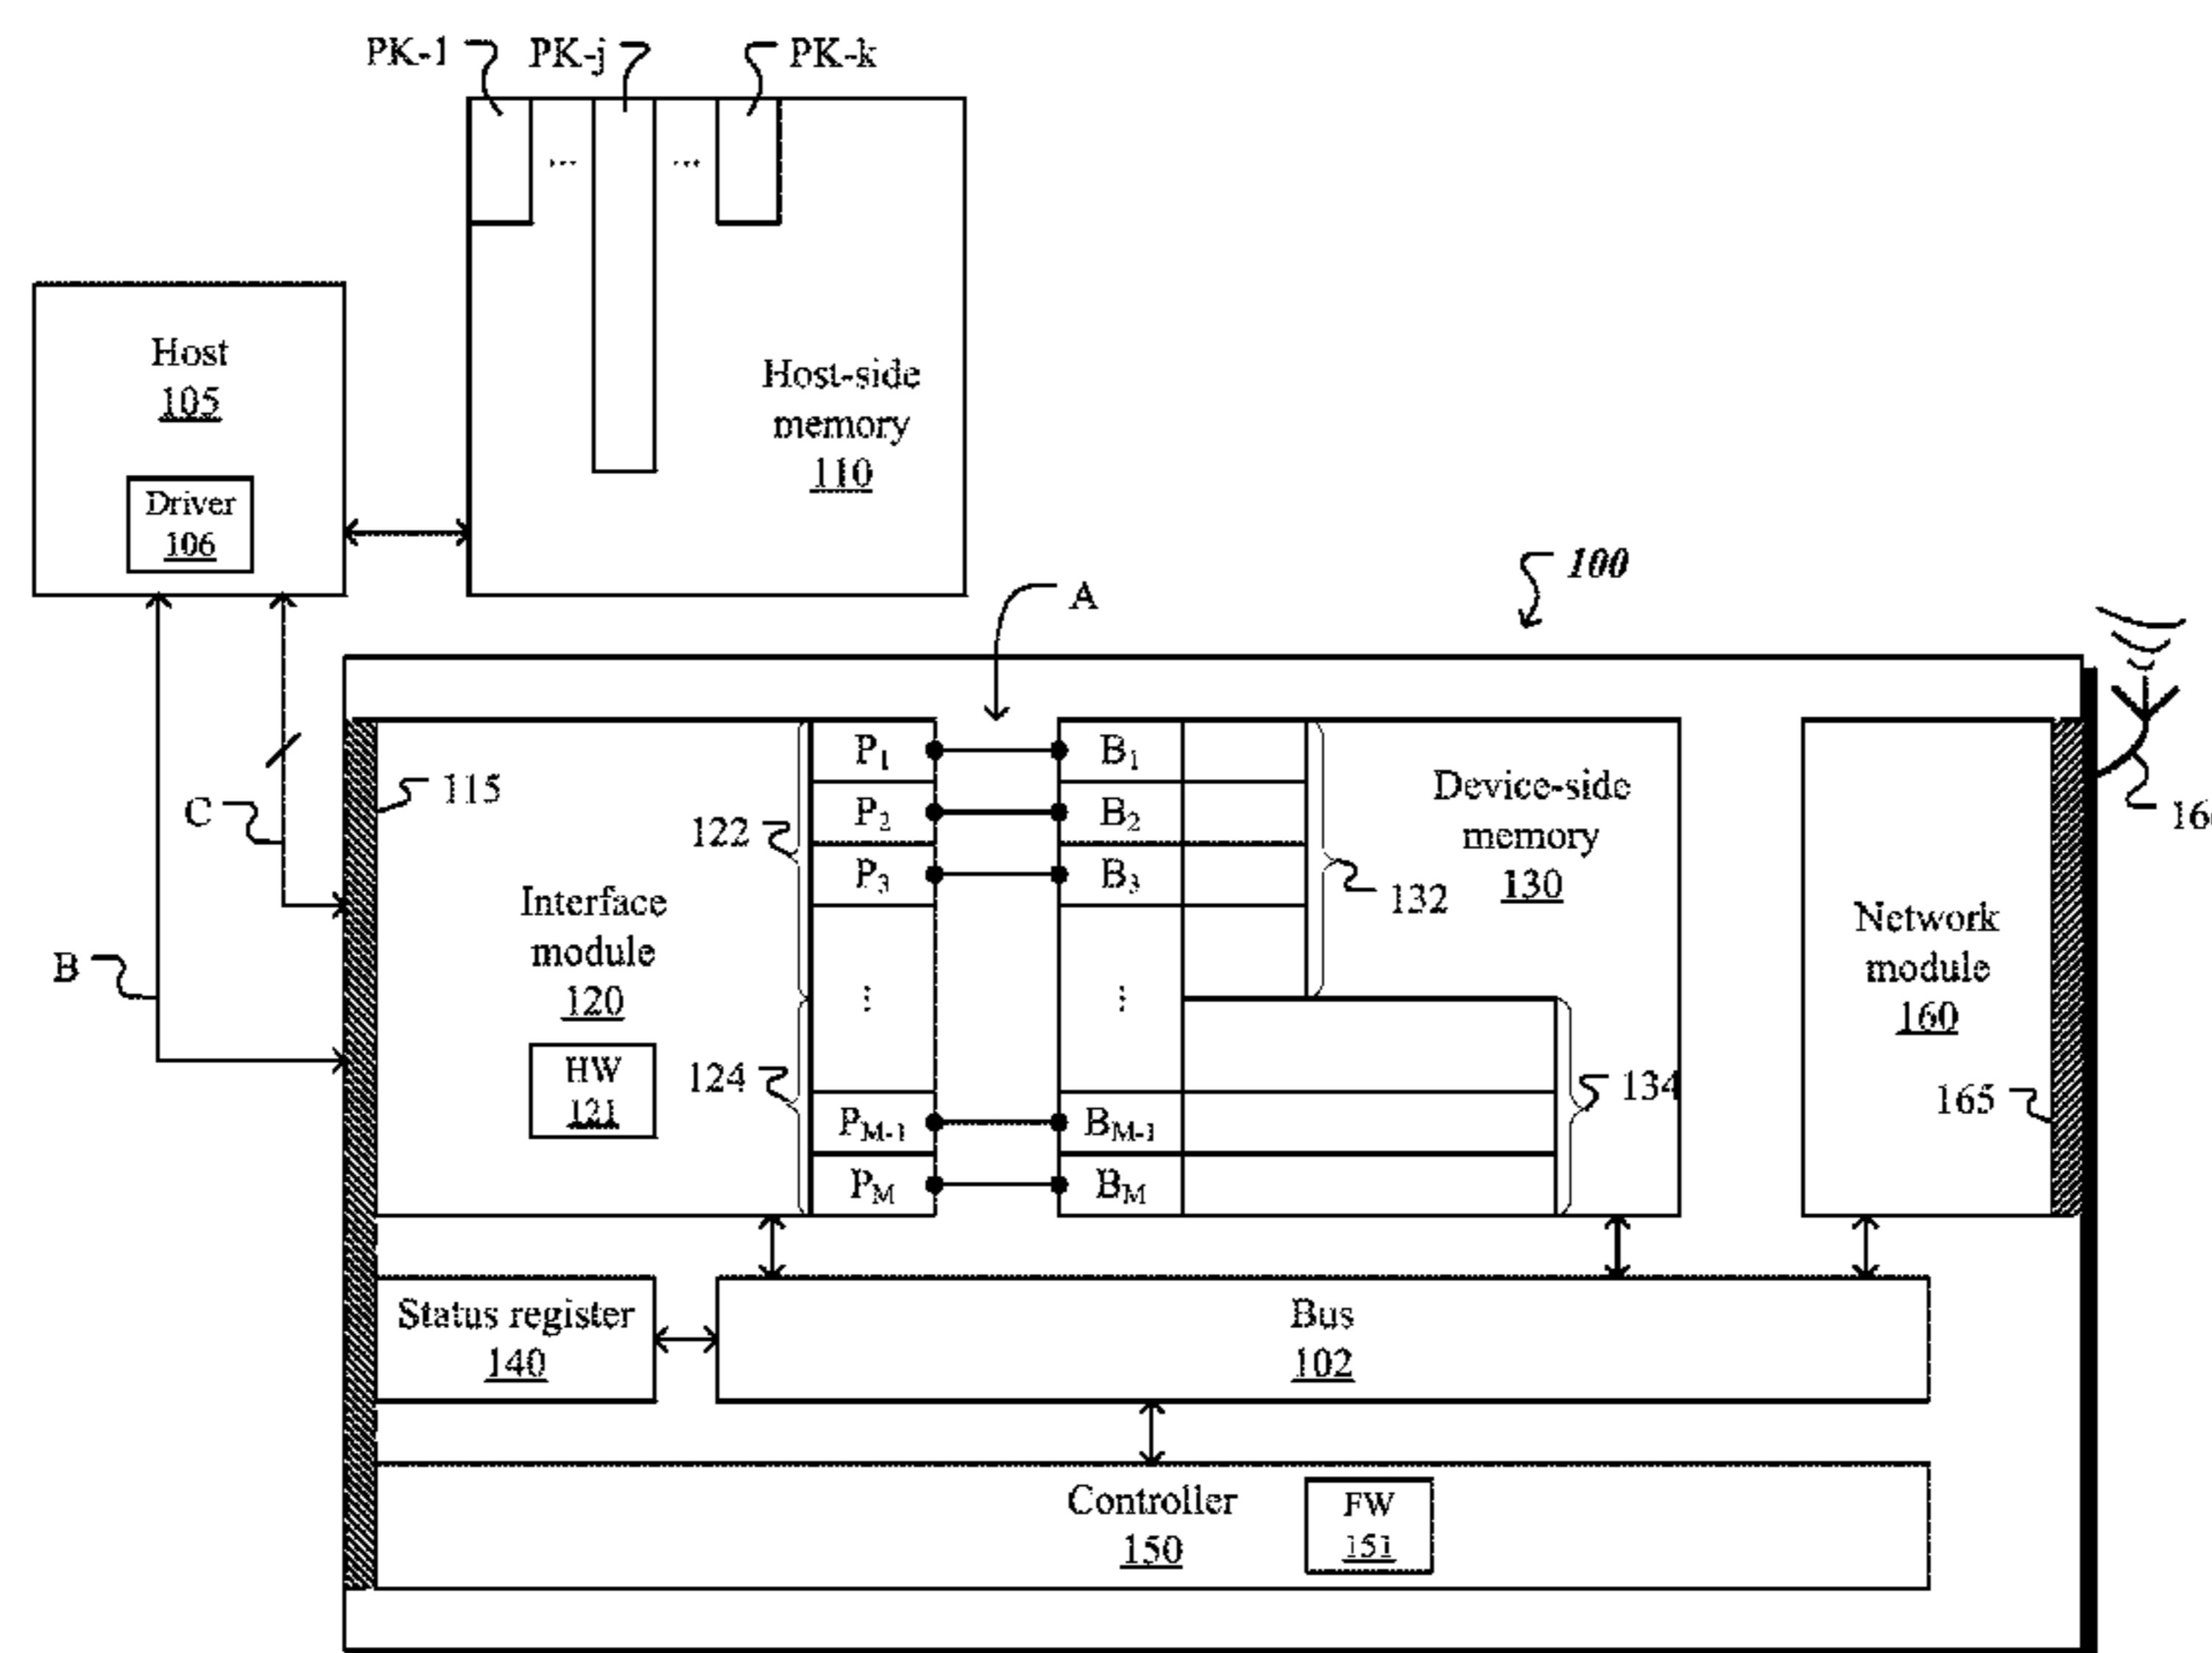 PK-1 PK-j PK-k
... ...
Host
105
Driver
106
Host-side
memory
110
100
A
P1 B1
P2 B2
P3 B3
⋮ ⋮
PM-1 BM-1
PM BM
115
C
B
122
124
Interface
module
120
HW
121
Device-side
memory
130
132
134
Network
module
160
165
16
Status register
140
Bus
102
Controller
150
FW
151